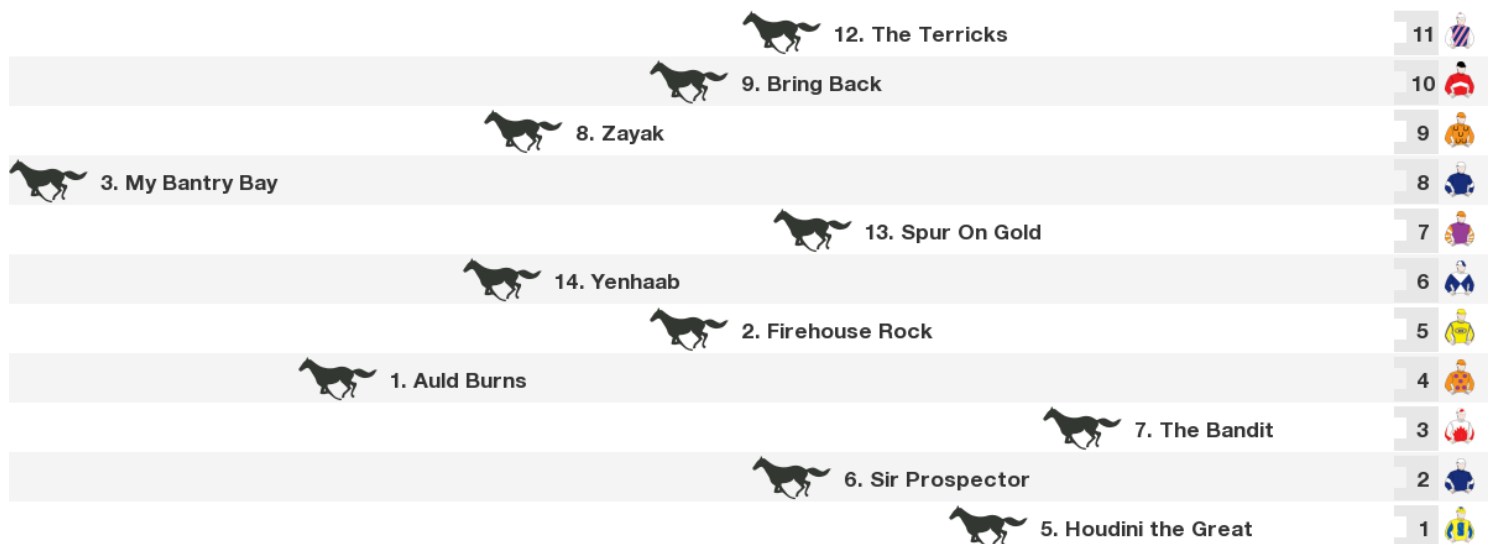 12. The Terricks 11
9. Bring Back 10
8. Zayak 9
3. My Bantry Bay 8
13. Spur On Gold 7
14. Yenhaab 6
2. Firehouse Rock 5
1. Auld Burns 4
7. The Bandit 3
6. Sir Prospector 2
5. Houdini the Great 1